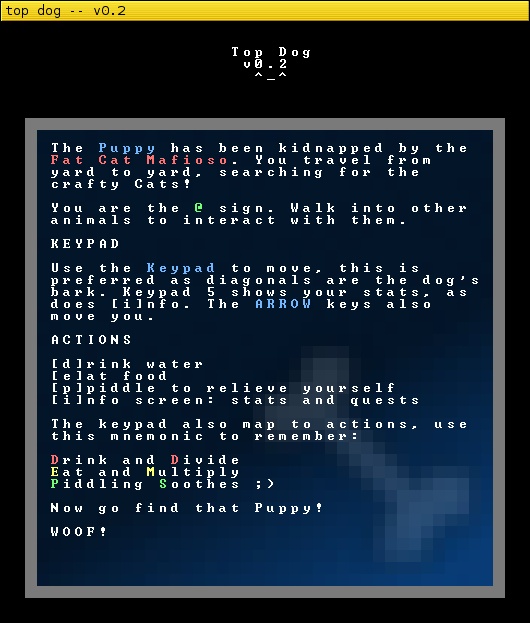 top dog -- v0.2
Top Dog
v0.2
^_^
The Puppy has been kidnapped by the
Fat Cat Mafioso. You travel from
yard to yard, searching for the
crafty Cats!
You are the @ sign. Walk into other
animals to interact with them.
KEYPAD
Use the Keypad to move, this is
preferred as diagonals are the dog's
bark. Keypad 5 shows your stats, as
does [i]nfo. The ARROW keys also
move you.
ACTIONS
[d]rink water
[e]at food
[p]piddle to relieve yourself
[i]nfo screen: stats and quests
The keypad also map to actions, use
this mnemonic to remember:
Drink and Divide
Eat and Multiply
Piddling Soothes ;)
Now go find that Puppy!
WOOF!